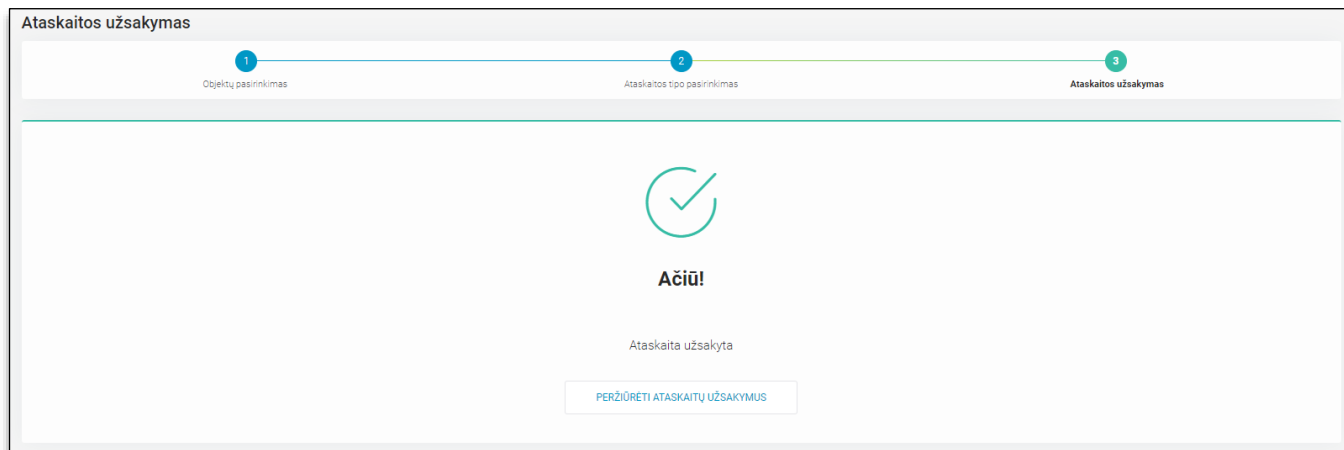 Ataskaitos užsakymas
1
2
3
Objektų pasirinkimas
Ataskaitos tipo pasirinkimas
Ataskaitos užsakymas
Ačiū!
Ataskaita užsakyta
PERŽIŪRĖTI ATASKAITŲ UŽSAKYMUS